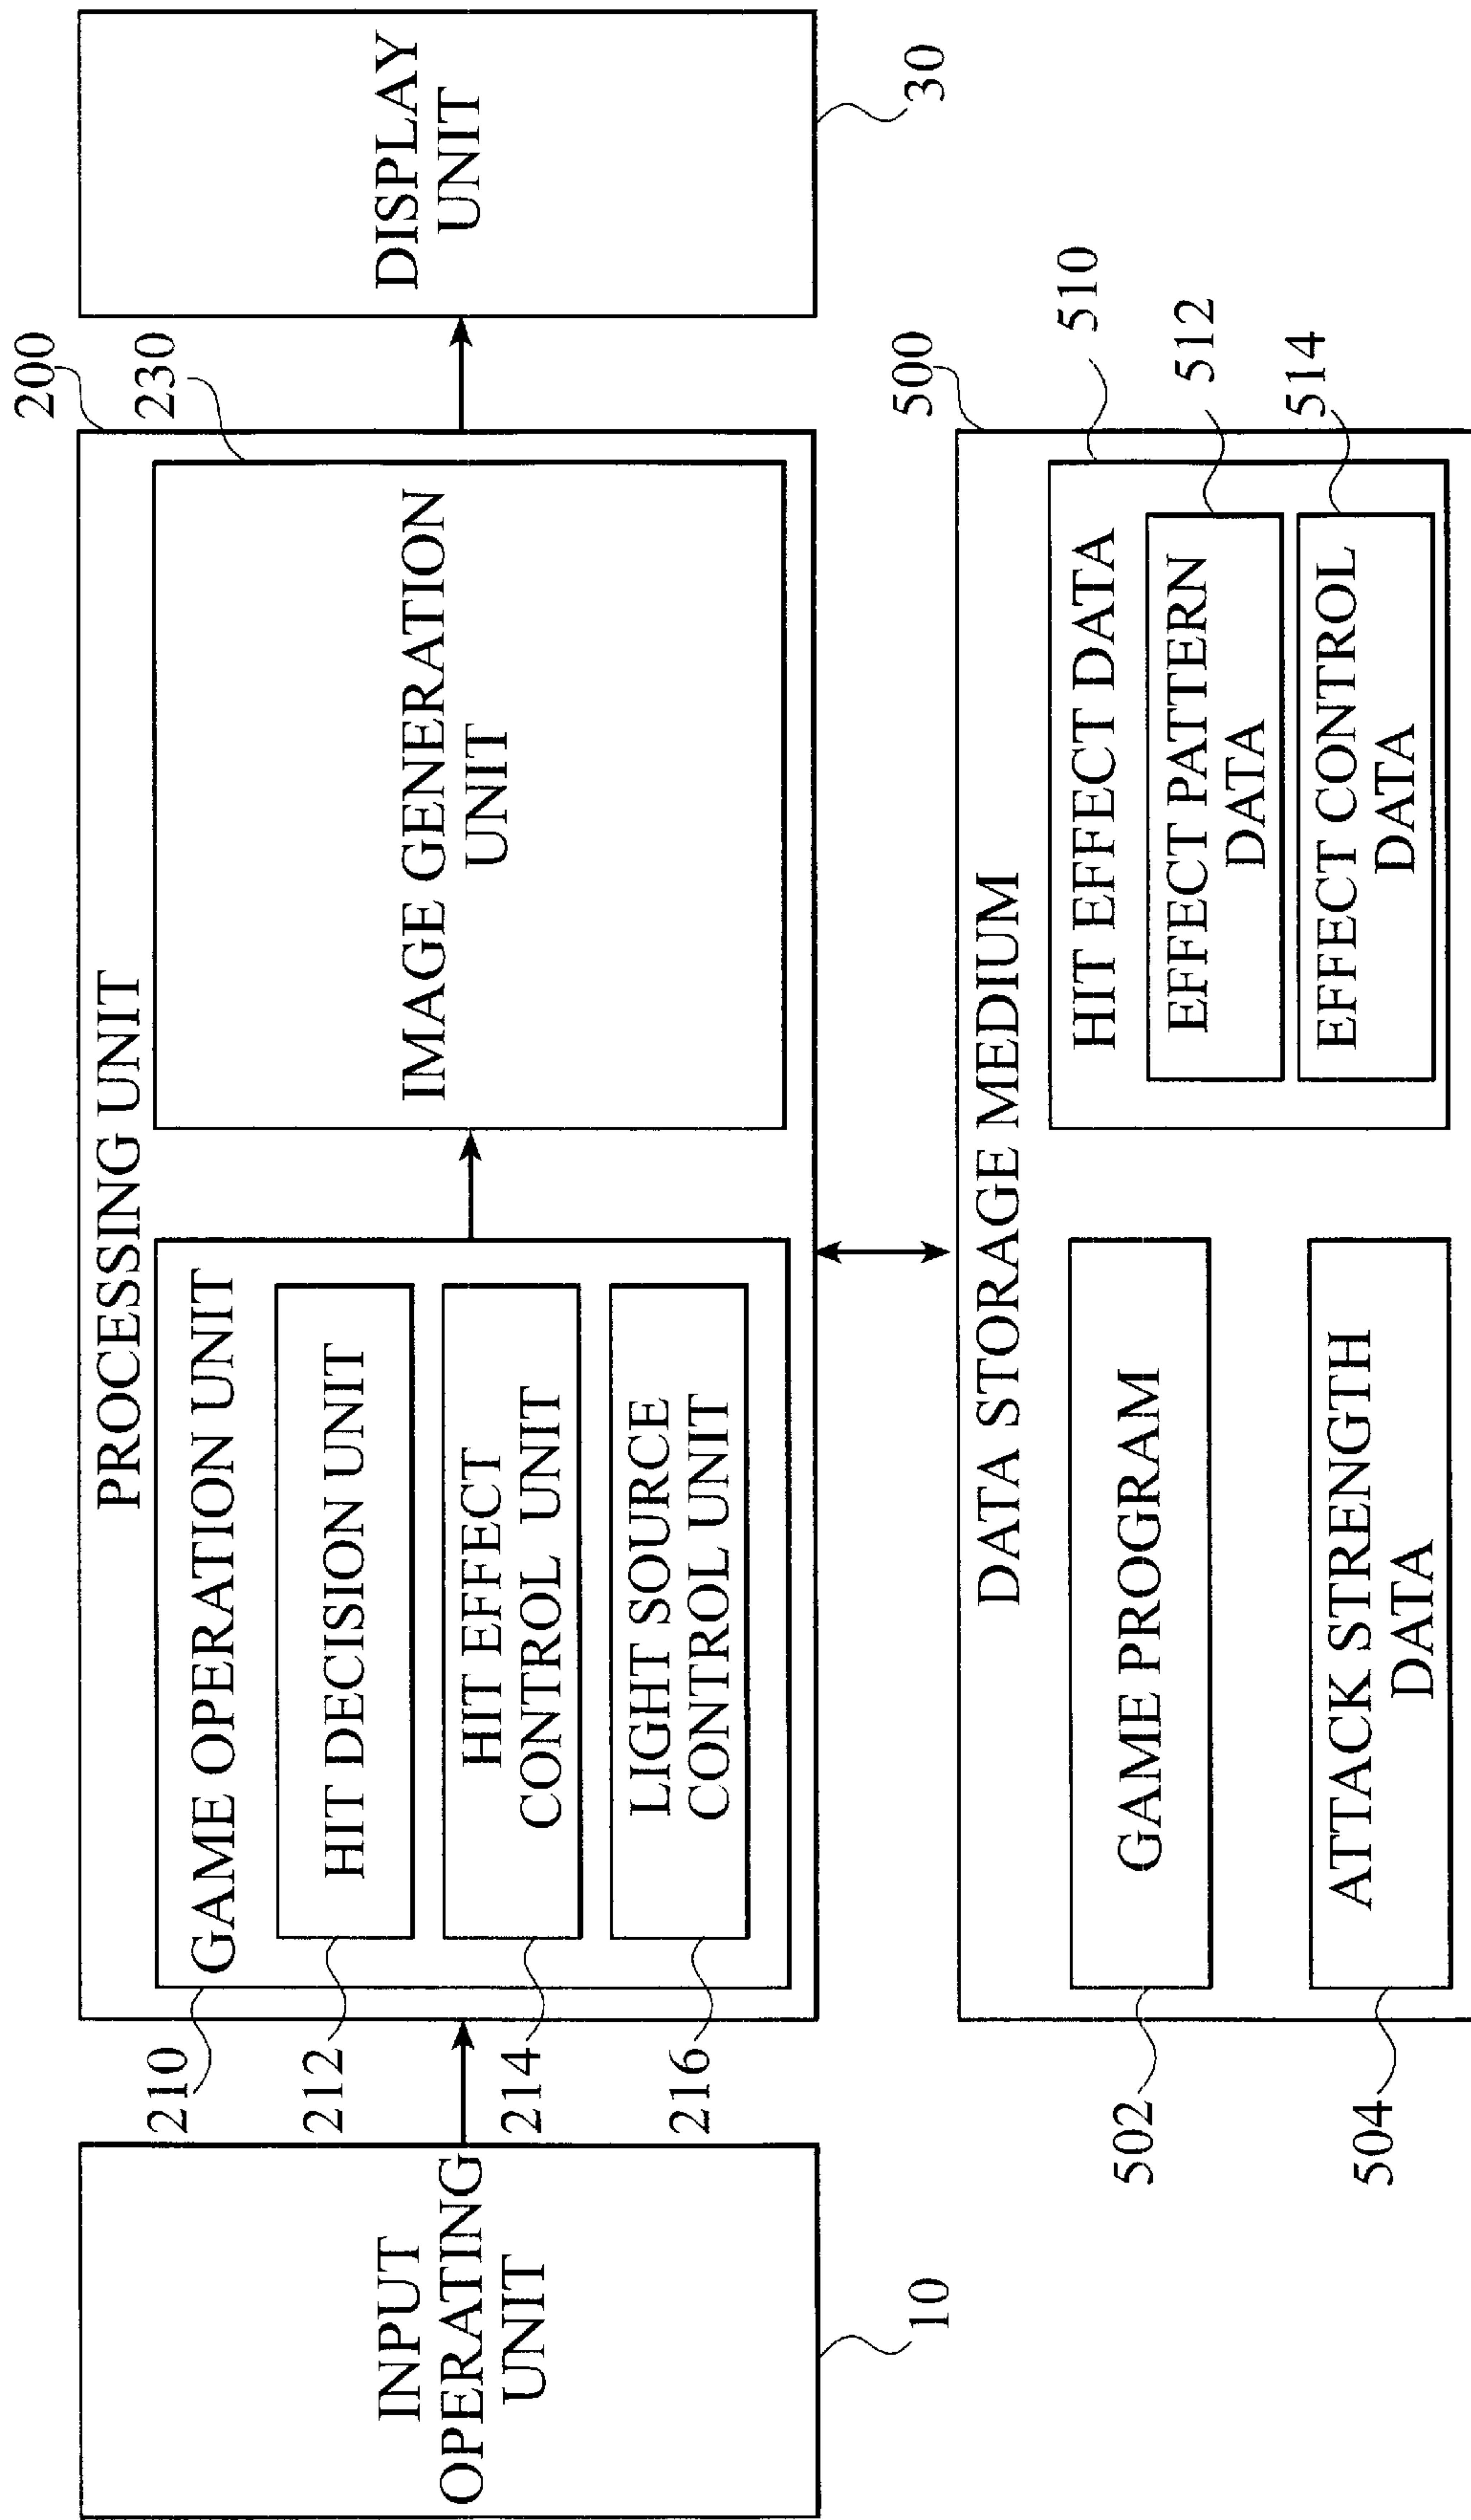 200
230
PROCESSING UNIT
210
GAME OPERATION UNIT
212
HIT DECISION UNIT
214
HIT EFFECT
CONTROL UNIT
216
LIGHT SOURCE
CONTROL UNIT
IMAGE GENERATION
UNIT
INPUT
OPERATING
UNIT
10
DISPLAY
UNIT
30
500
DATA STORAGE MEDIUM
502
GAME PROGRAM
504
ATTACK STRENGTH
DATA
510
HIT EFFECT DATA
512
EFFECT PATTERN
DATA
514
EFFECT CONTROL
DATA